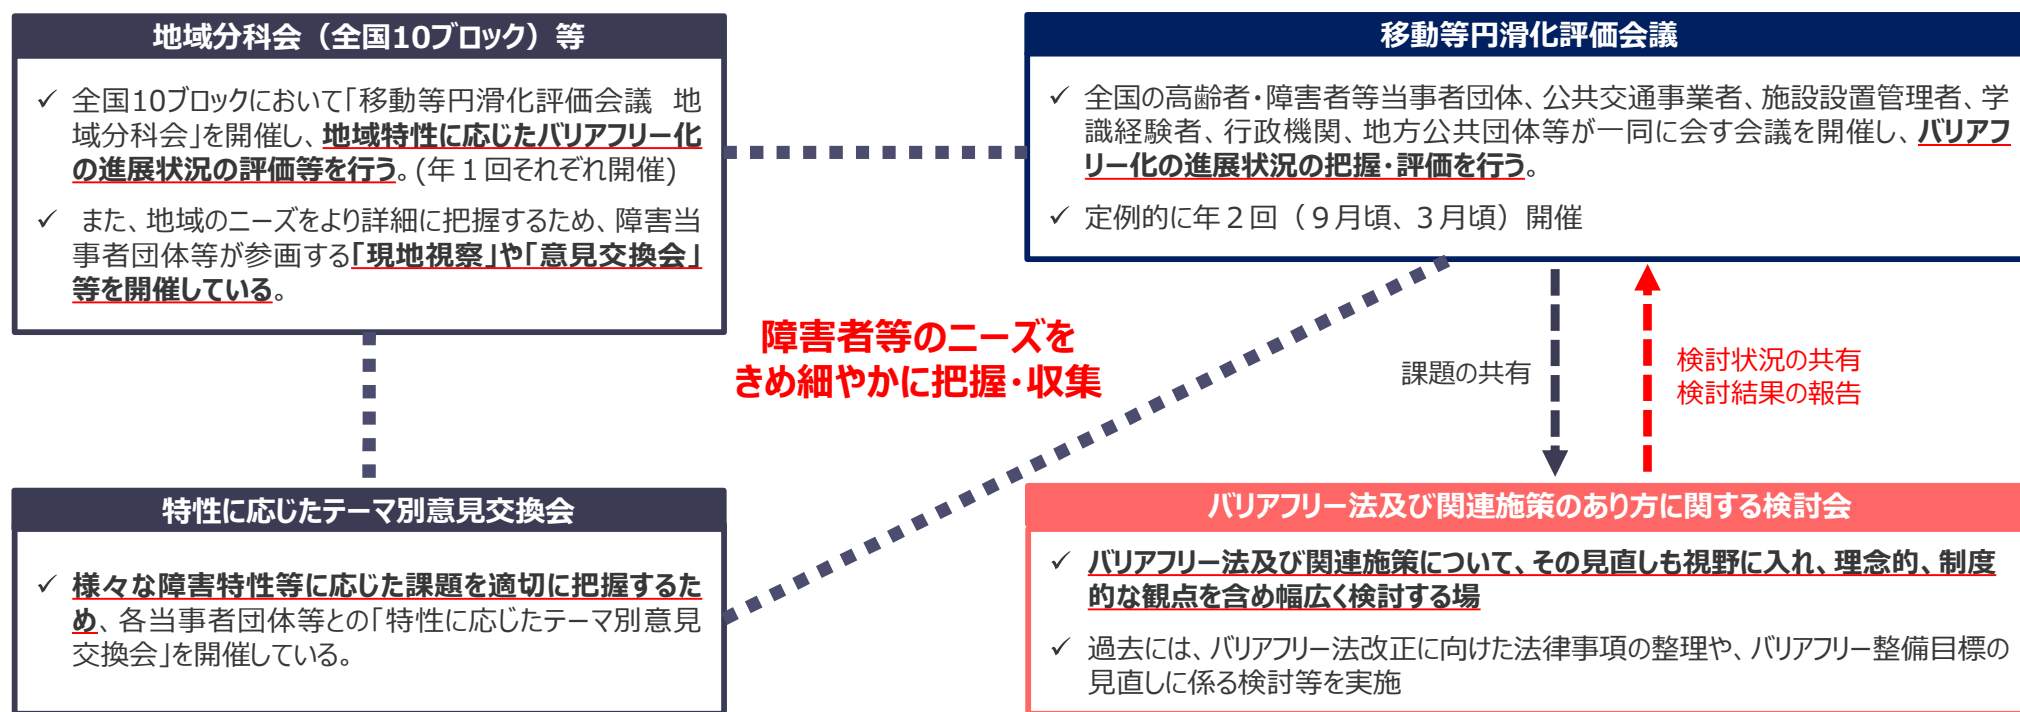 地域分科会（全国10ブロック）等
✓ 全国10ブロックにおいて「移動等円滑化評価会議　地
域分科会」を開催し、地域特性に応じたバリアフリー化
の進展状況の評価等を行う。(年１回それぞれ開催)
✓ また、地域のニーズをより詳細に把握するため、障害当
事者団体等が参画する「現地視察」や「意見交換会」
等を開催している。
移動等円滑化評価会議
✓ 全国の高齢者・障害者等当事者団体、公共交通事業者、施設設置管理者、学
識経験者、行政機関、地方公共団体等が一同に会す会議を開催し、バリアフ
リー化の進展状況の把握・評価を行う。
✓ 定例的に年２回（９月頃、３月頃）開催
障害者等のニーズを
きめ細やかに把握・収集
課題の共有
検討状況の共有
検討結果の報告
特性に応じたテーマ別意見交換会
✓ 様々な障害特性等に応じた課題を適切に把握するた
め、各当事者団体等との「特性に応じたテーマ別意見
交換会」を開催している。
バリアフリー法及び関連施策のあり方に関する検討会
✓ バリアフリー法及び関連施策について、その見直しも視野に入れ、理念的、制度
的な観点を含め幅広く検討する場
✓ 過去には、バリアフリー法改正に向けた法律事項の整理や、バリアフリー整備目標の
見直しに係る検討等を実施